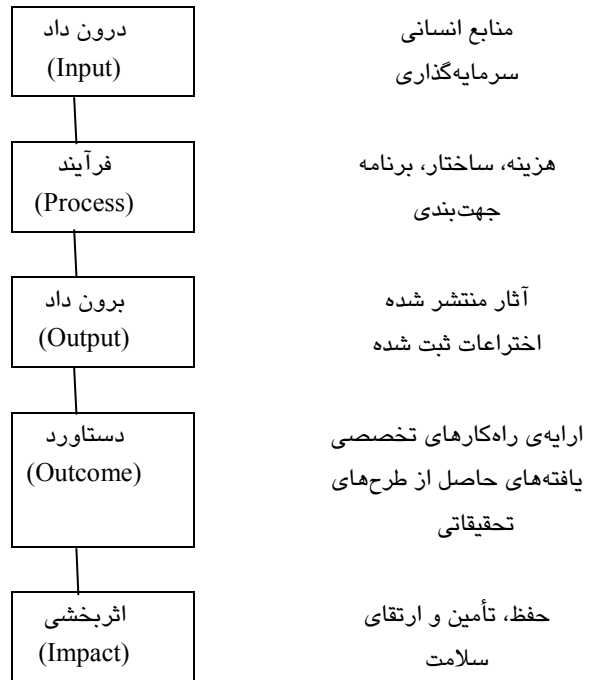 درون داد
(Input)
منابع انسانی
سرمایه‌گذاری
فرآیند
(Process)
هزینه، ساختار، برنامه
جهت‌بندی
برون داد
(Output)
آثار منتشر شده
اختراعات ثبت شده
دستاورد
(Outcome)
ارایه‌ی راه‌کارهای تخصصی
یافته‌های حاصل از طرح‌های
تحقیقاتی
اثربخشی
(Impact)
حفظ، تأمین و ارتقای
سلامت